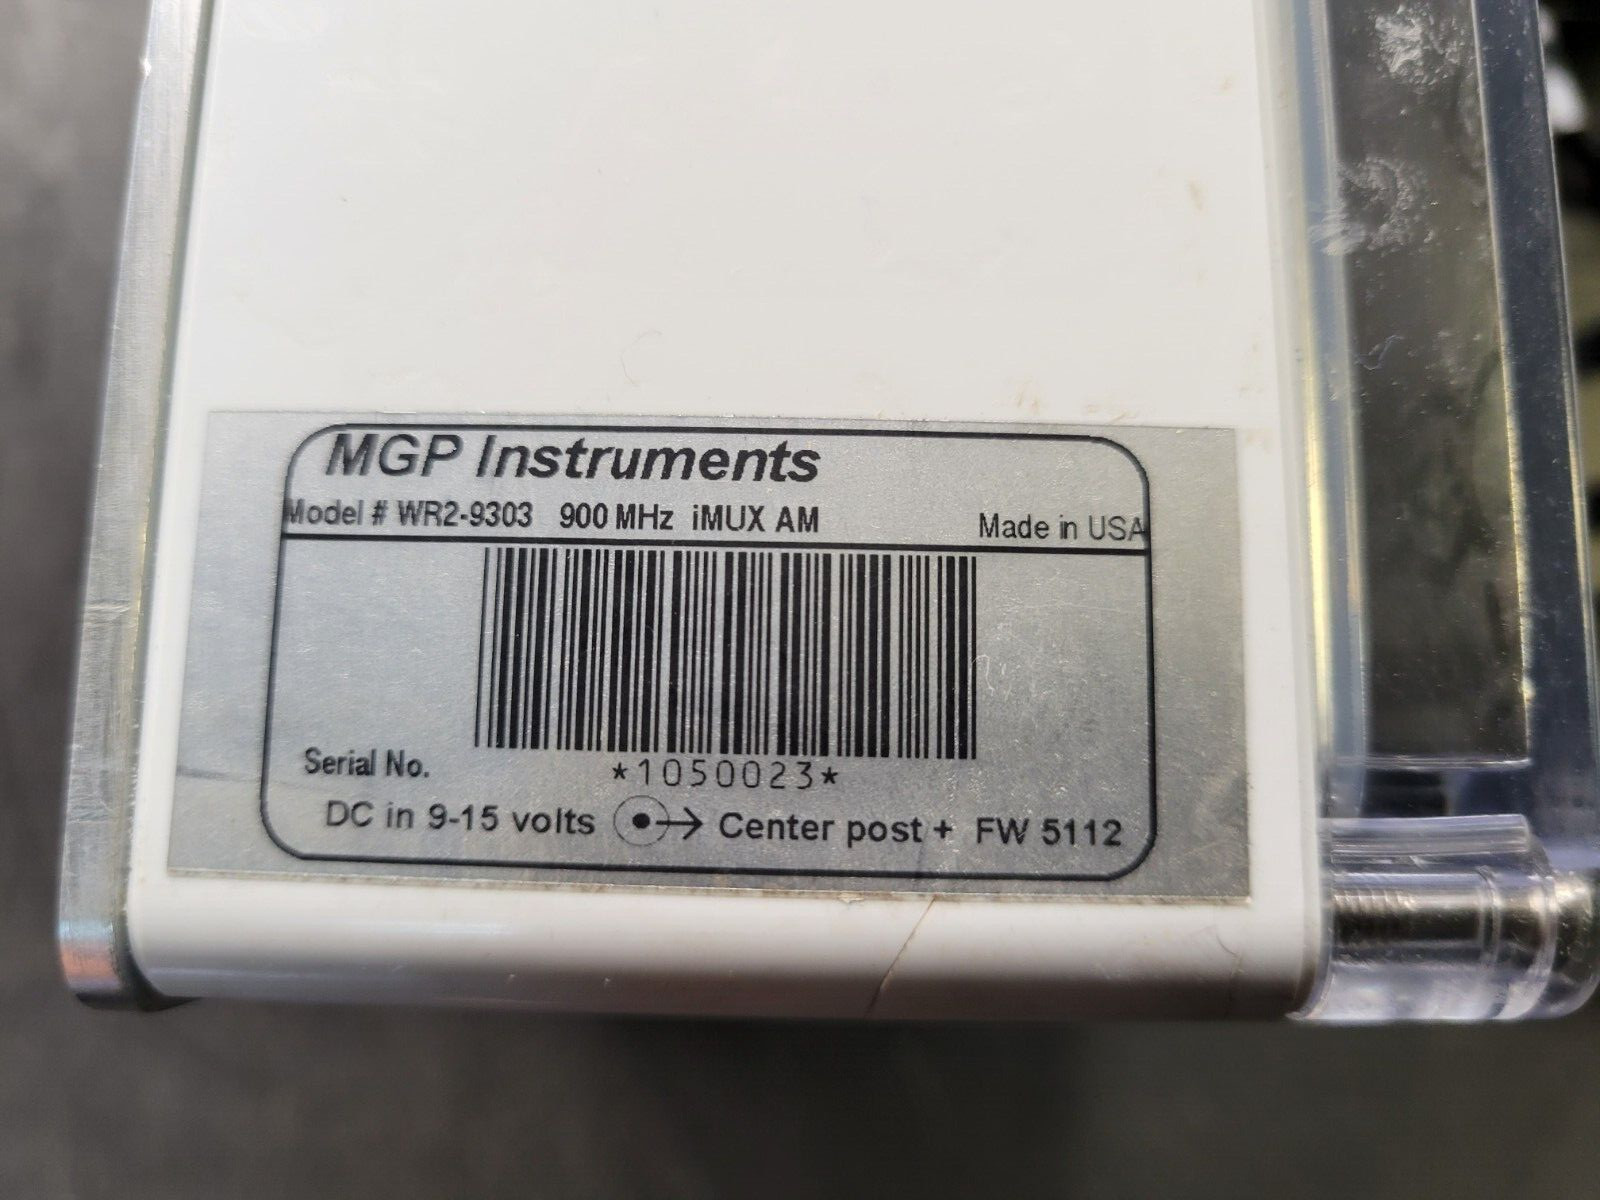 MGP Instruments
Model # WR2-9303 900 MHz iMUX AM Made in USA
*1050023*
Serial No.
DC in 9-15 volts Center post + FW 5112